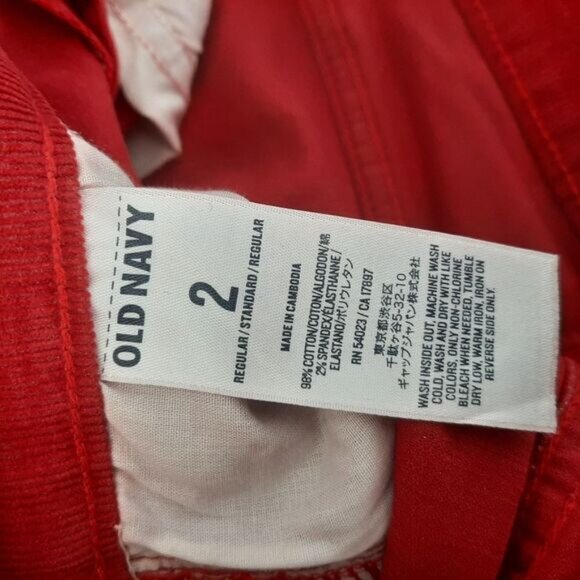 OLD NAVY
2
REGULAR/STANDARD/REGULAR
MADE IN CAMBODIA
98% COTTON/COTON/ALGODON/綿
2% SPANDEX/ÉLASTHANNE/
ELASTANO/ポリウレタン
RN 54023 / CA 17897
東京都渋谷区
千駄ヶ谷5-32-10
ギャップジャパン株式会社
WASH INSIDE OUT, MACHINE WASH
COLD, WASH AND DRY WITH LIKE
COLORS, ONLY NON-CHLORINE
BLEACH WHEN NEEDED, TUMBLE
DRY LOW, WARM IRON, IRON ON
REVERSE SIDE ONLY.